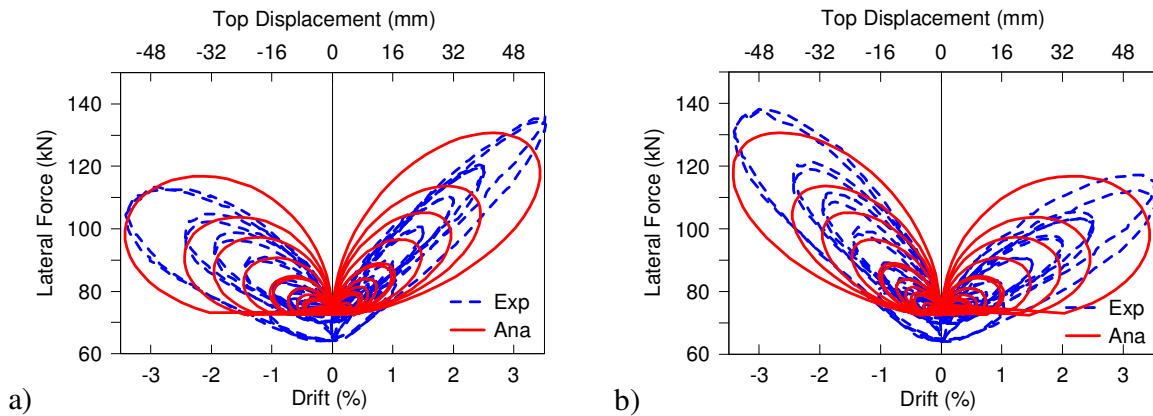 Top Displacement (mm)
-48 -32 -16 0 16 32 48
Lateral Force (kN)
140
120
100
80
60
Exp
Ana
-3 -2 -1 0 1 2 3
Drift (%)
a)
Top Displacement (mm)
-48 -32 -16 0 16 32 48
Lateral Force (kN)
140
120
100
80
60
Exp
Ana
-3 -2 -1 0 1 2 3
Drift (%)
b)